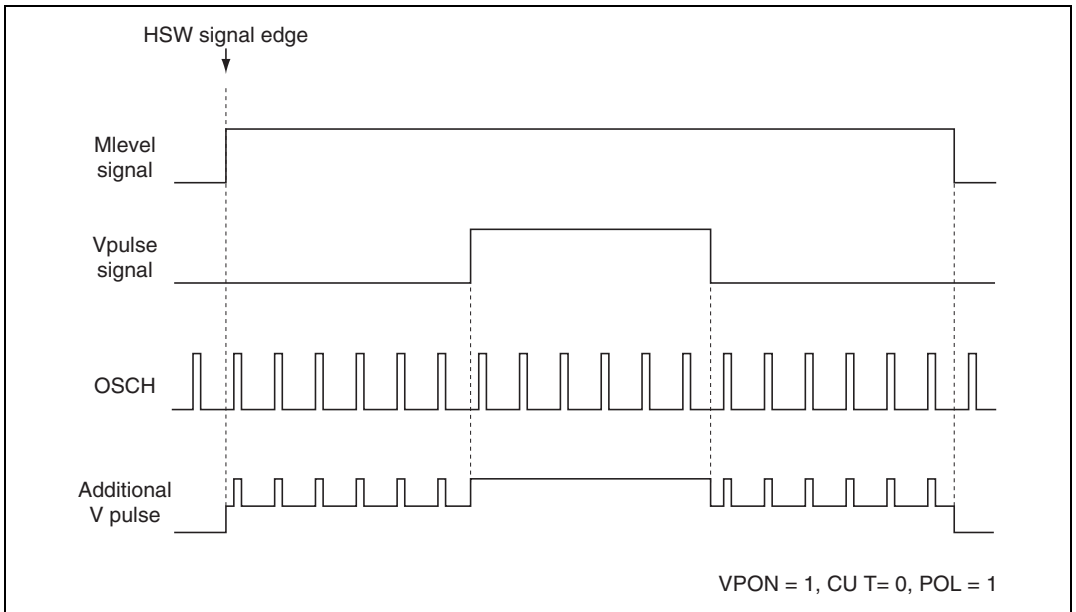 HSW signal edge
Mlevel
signal
Vpulse
signal
OSCH
Additional
V pulse
VPON = 1, CU T= 0, POL = 1